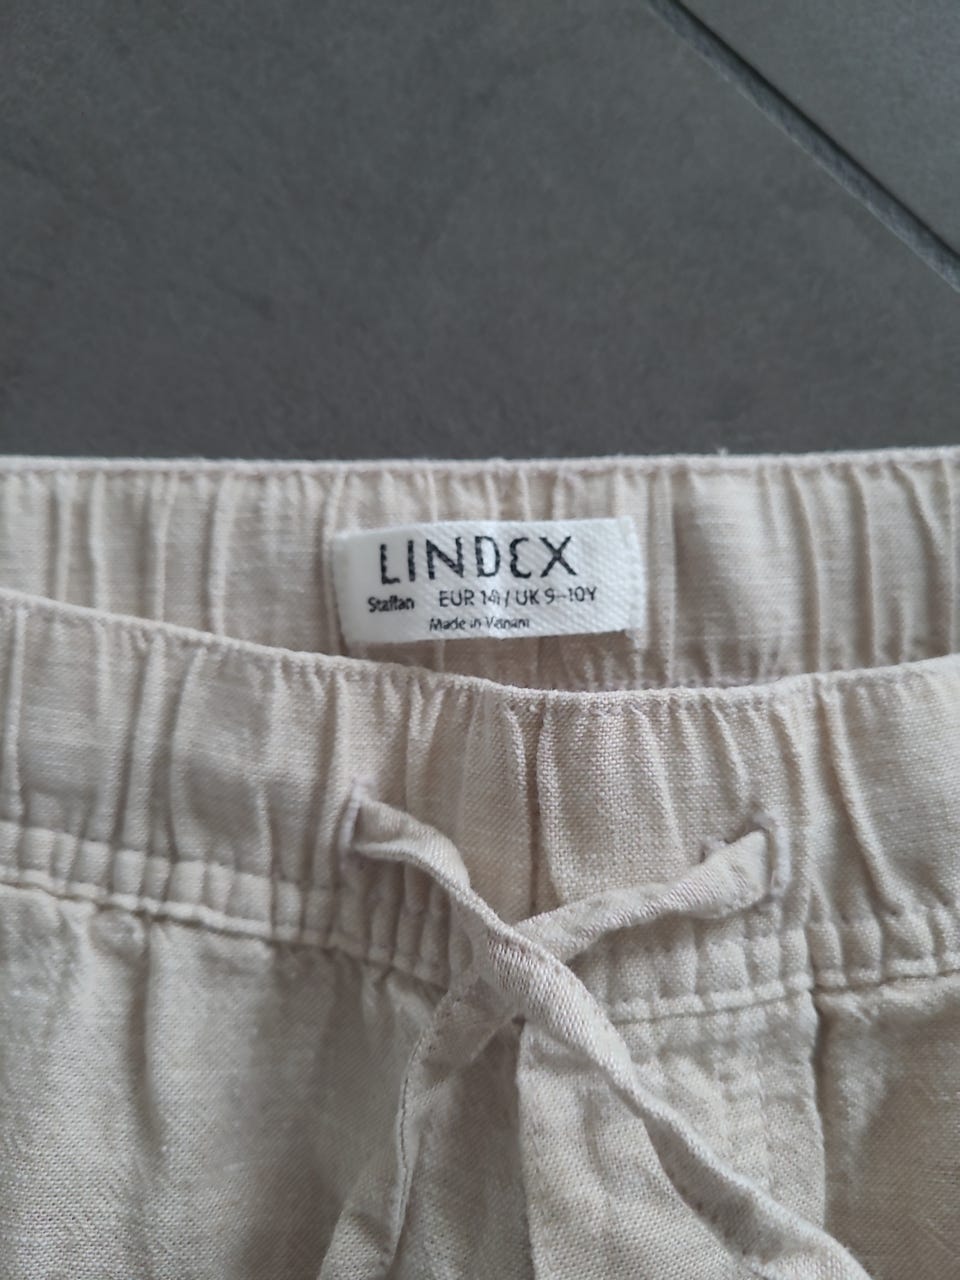 LINDEX
Staffan EUR 140 / UK 9-10Y
Made in Vietnam